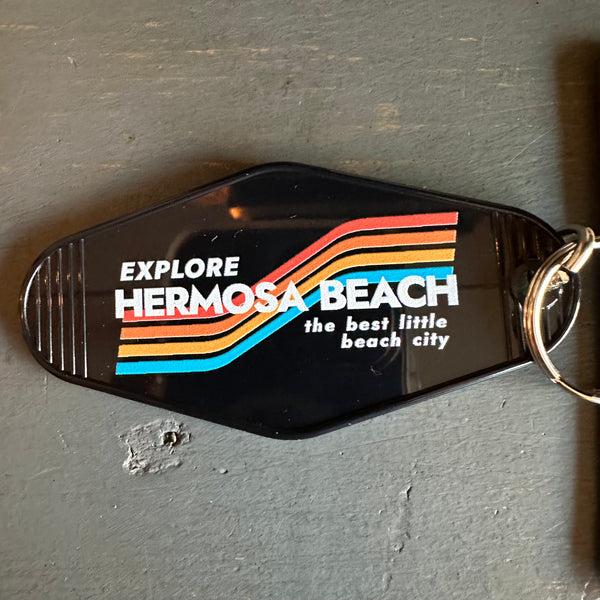 EXPLORE
HERMOSA BEACH
the best little
beach city